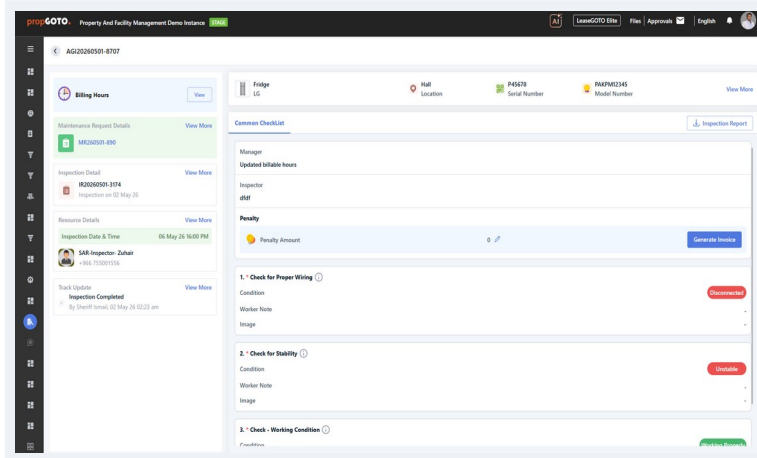 propGOTO. Property And Facility Management Demo Instance STAGE
AI LeaseGOTO Elite Files Approvals English
AGI20260501-8707
Billing Hours View
Maintenance Request Details View More
MR260501-890
Inspection Detail View More
IR20260501-3174
Inspection on 02 May 26
Resource Details View More
Inspection Date & Time 06 May 26 16:00 PM
SAR-Inspector- Zuhair
+966 755001556
Track Update View More
Inspection Completed
By Sheriff Ismail, 02 May 26 02:23 am
Fridge
LG
Hall
Location
P45678
Serial Number
PAKPM12345
Model Number
View More
Common CheckList Inspection Report
Manager
Updated billable hours
Inspector
dfdf
Penalty
Penalty Amount 0 Generate Invoice
1. * Check for Proper Wiring
Condition Disconnected
Worker Note -
Image -
2. * Check for Stability
Condition Unstable
Worker Note -
Image -
3. * Check - Working Condition
Condition Working Properly